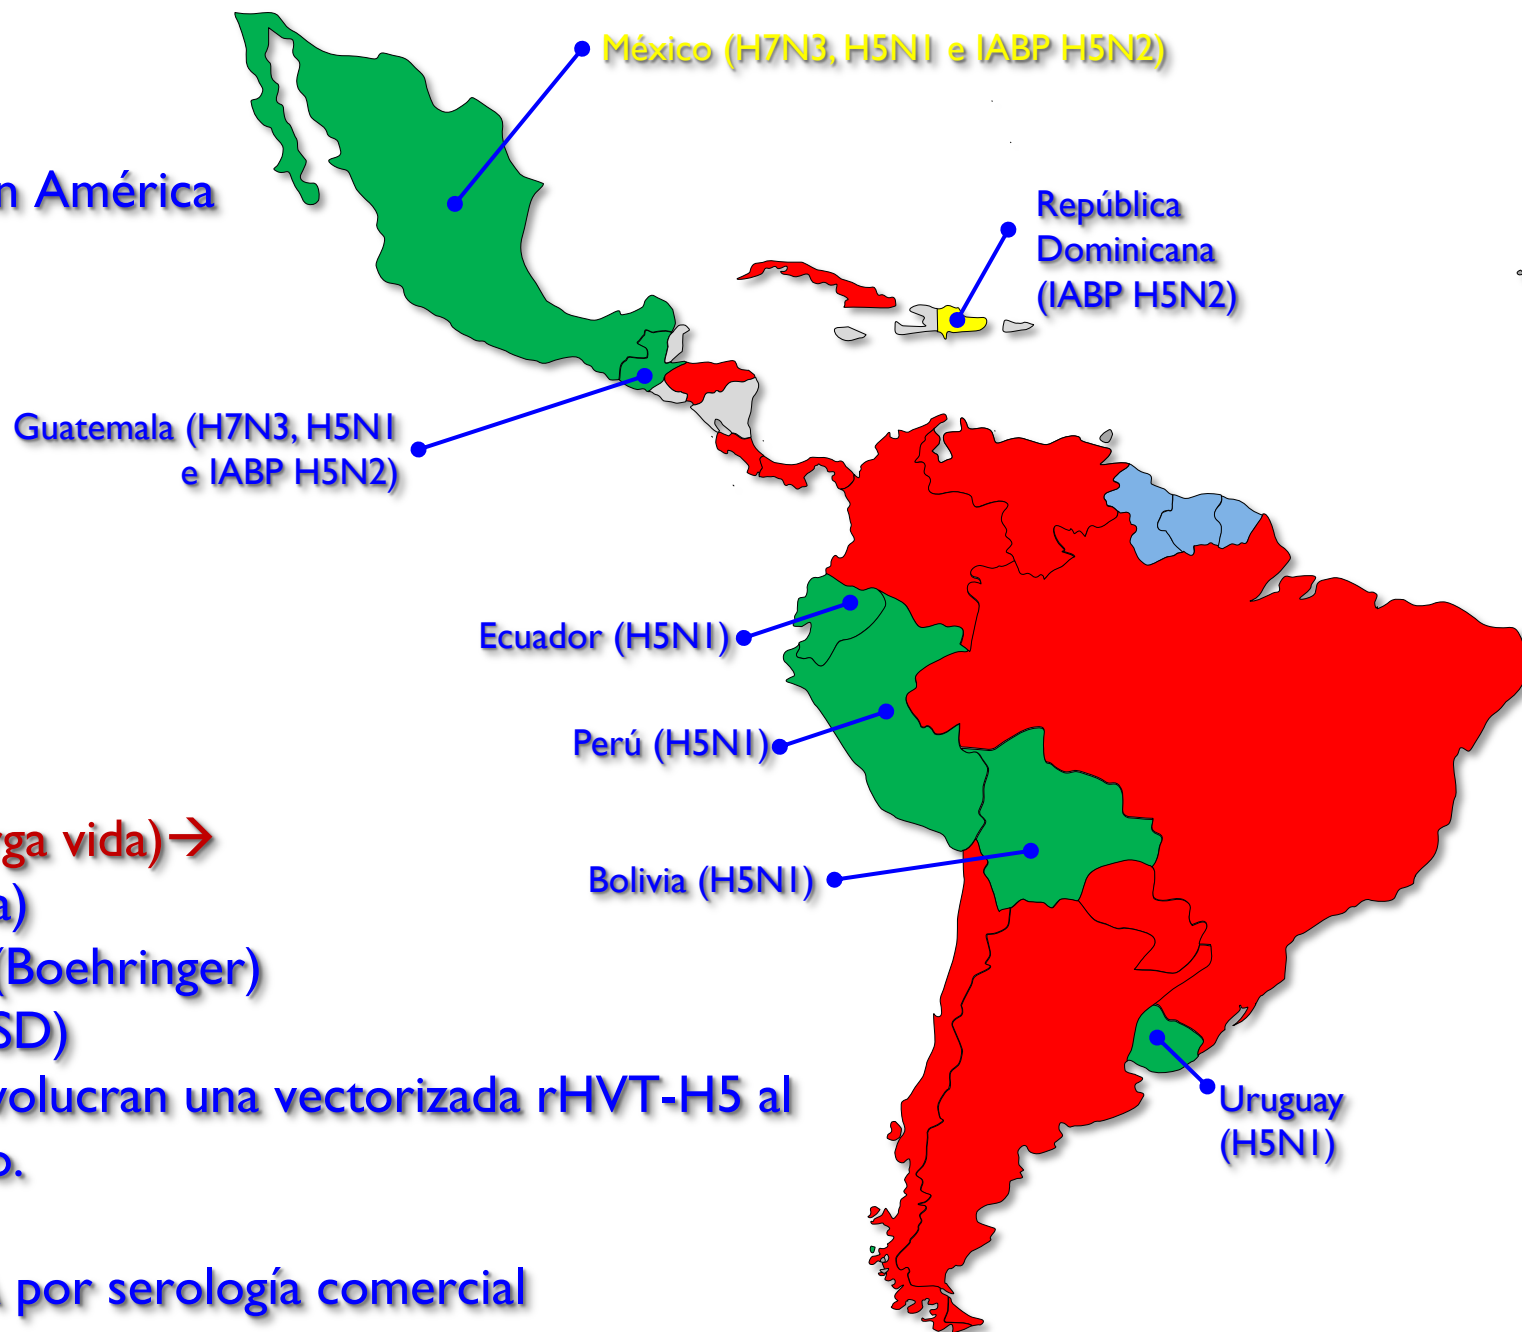 México (H7N3, H5N1 e IABP H5N2)
n América
República
Dominicana
(IABP H5N2)
Guatemala (H7N3, H5N1
e IABP H5N2)
Ecuador (H5N1)
Perú (H5N1)
rga vida)→
Bolivia (H5N1)
a)
(Boehringer)
SD)
volucran una vectorizada rHVT-H5 al
Uruguay
(H5N1)
o.
por serología comercial